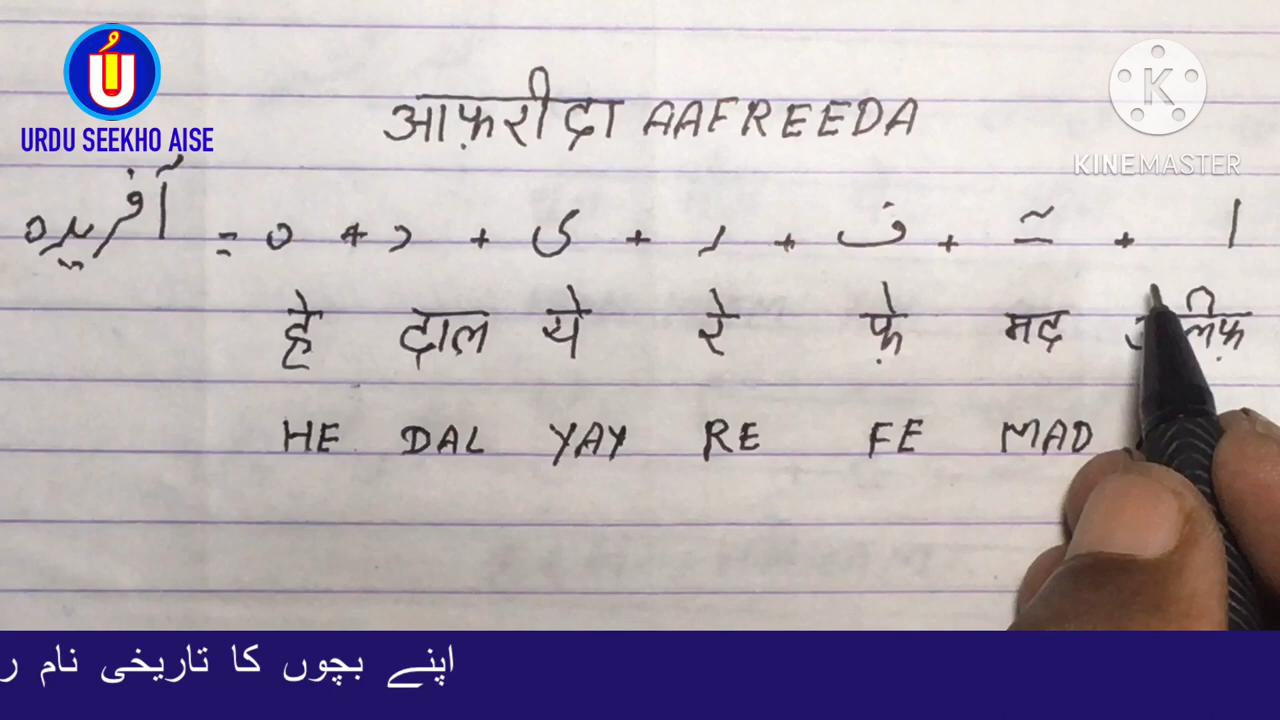 URDU SEEKHO AISE
KINEMASTER
आफ़रीदा AAFREEDA
ا + ~ + ف + ر + ی + د + ہ = آفریدہ
हे दाल ये रे फ़े मद
HE DAL YAY RE FE MAD
اپنے بچوں کا تاریخی نام ر